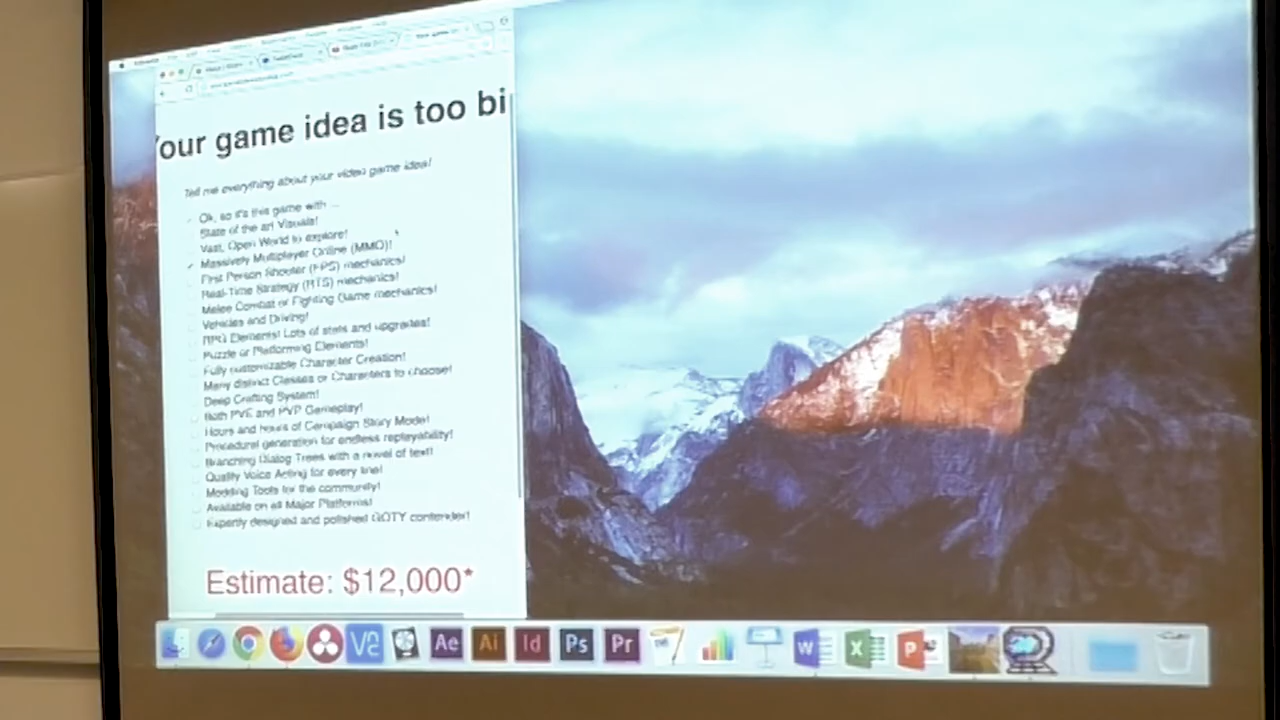 Your game idea is too bi
Tell me everything about your video game idea!
Ok, so it's this game with ...
State of the art Visuals!
Vast, Open World to explore!
Massively Multiplayer Online (MMO)!
First Person Shooter (FPS) mechanics!
Real-Time Strategy (RTS) mechanics!
Melee Combat or Fighting Game mechanics!
Vehicles and Driving!
RPG Elements! Lots of stats and upgrades!
Puzzle or Platforming Elements!
Fully customizable Character Creation!
Many distinct Classes or Characters to choose!
Deep Crafting System!
Both PVE and PVP Gameplay!
Hours and hours of Campaign Story Mode!
Procedural generation for endless replayability!
Branching Dialog Trees with a novel of text!
Quality Voice Acting for every line!
Modding Tools for the community!
Available on all Major Platforms!
Expertly designed and polished GOTY contender!
Estimate: $12,000*
Ae Ai Id Ps Pr W X P